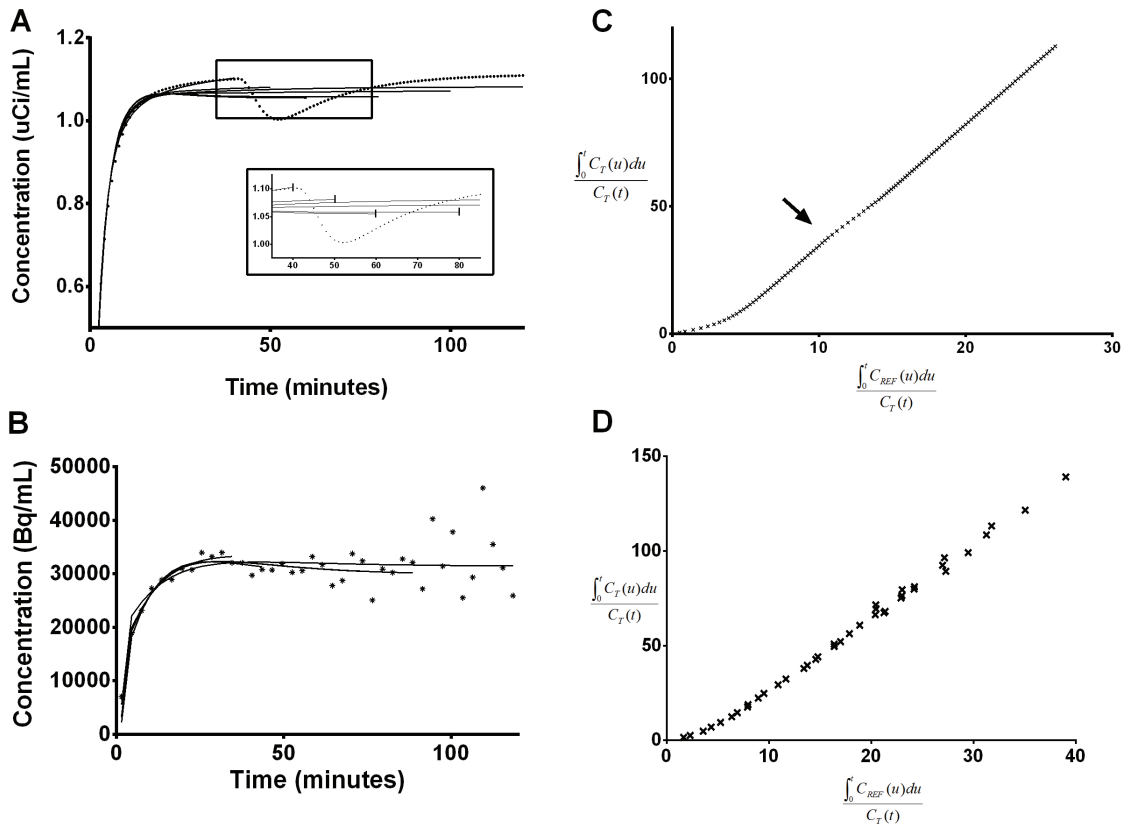 A
Concentration (uCi/mL)
1.2
1.0
0.8
0.6
0
50
100
Time (minutes)
1.10
1.05
1.00
40
50
60
70
80
B
Concentration (Bq/mL)
50000
40000
30000
20000
10000
0
0
50
100
Time (minutes)
C
∫₀ᵗ C_T(u)du
C_T(t)
100
50
0
0
10
20
30
∫₀ᵗ C_REF(u)du
C_T(t)
D
∫₀ᵗ C_T(u)du
C_T(t)
150
100
50
0
0
10
20
30
40
∫₀ᵗ C_REF(u)du
C_T(t)